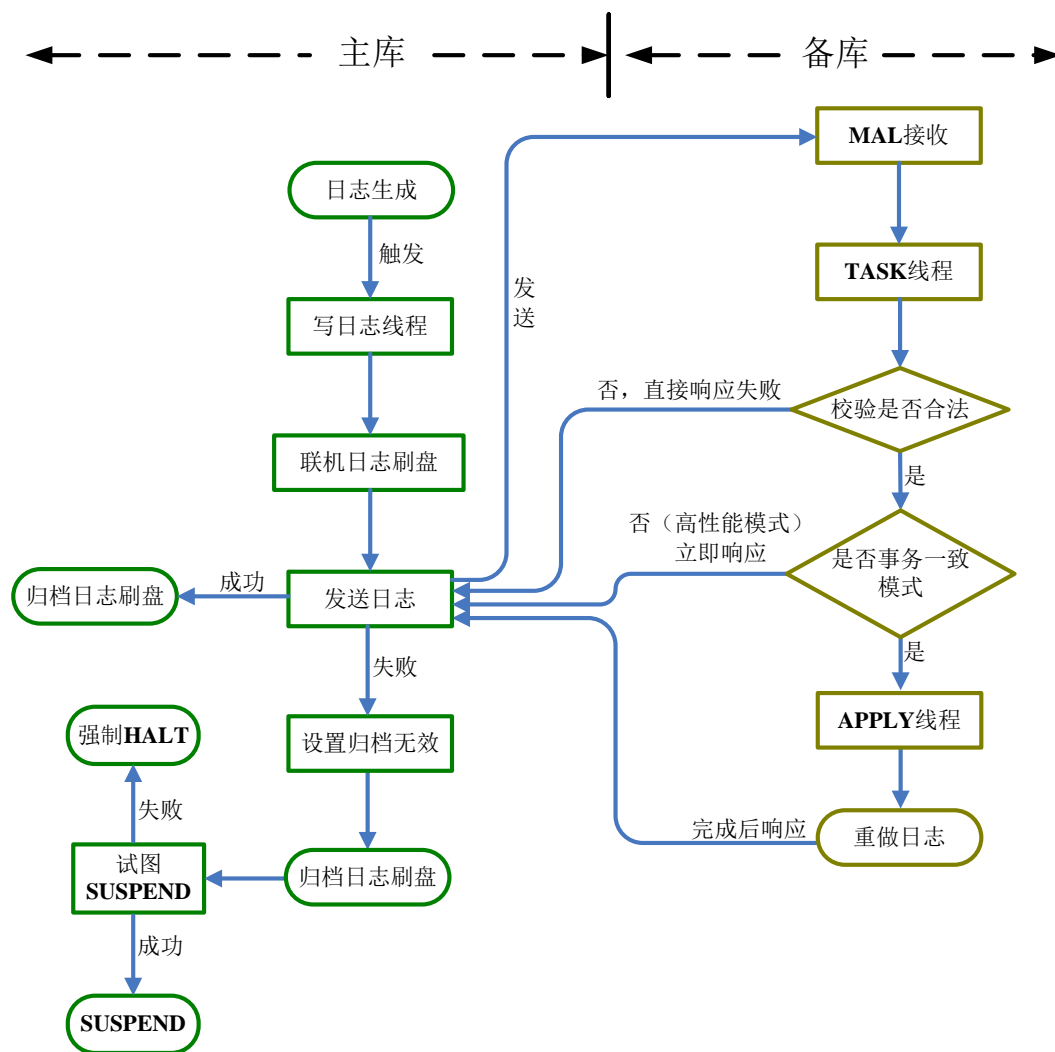 主库
备库
MAL接收
日志生成
触发
TASK线程
写日志线程
发
送
否，直接响应失败
校验是否合法
联机日志刷盘
是
否（高性能模式）
立即响应
是否事务一致
模式
成功
归档日志刷盘
发送日志
失败
是
强制HALT
设置归档无效
APPLY线程
失败
完成后响应
重做日志
试图
SUSPEND
归档日志刷盘
成功
SUSPEND